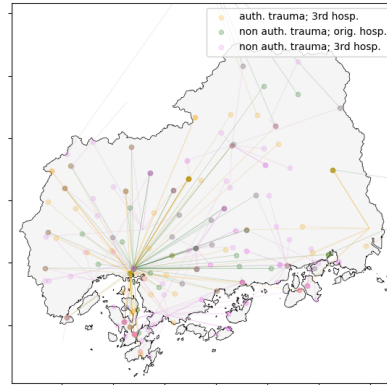 auth. trauma; 3rd hosp.
non auth. trauma; orig. hosp.
non auth. trauma; 3rd hosp.